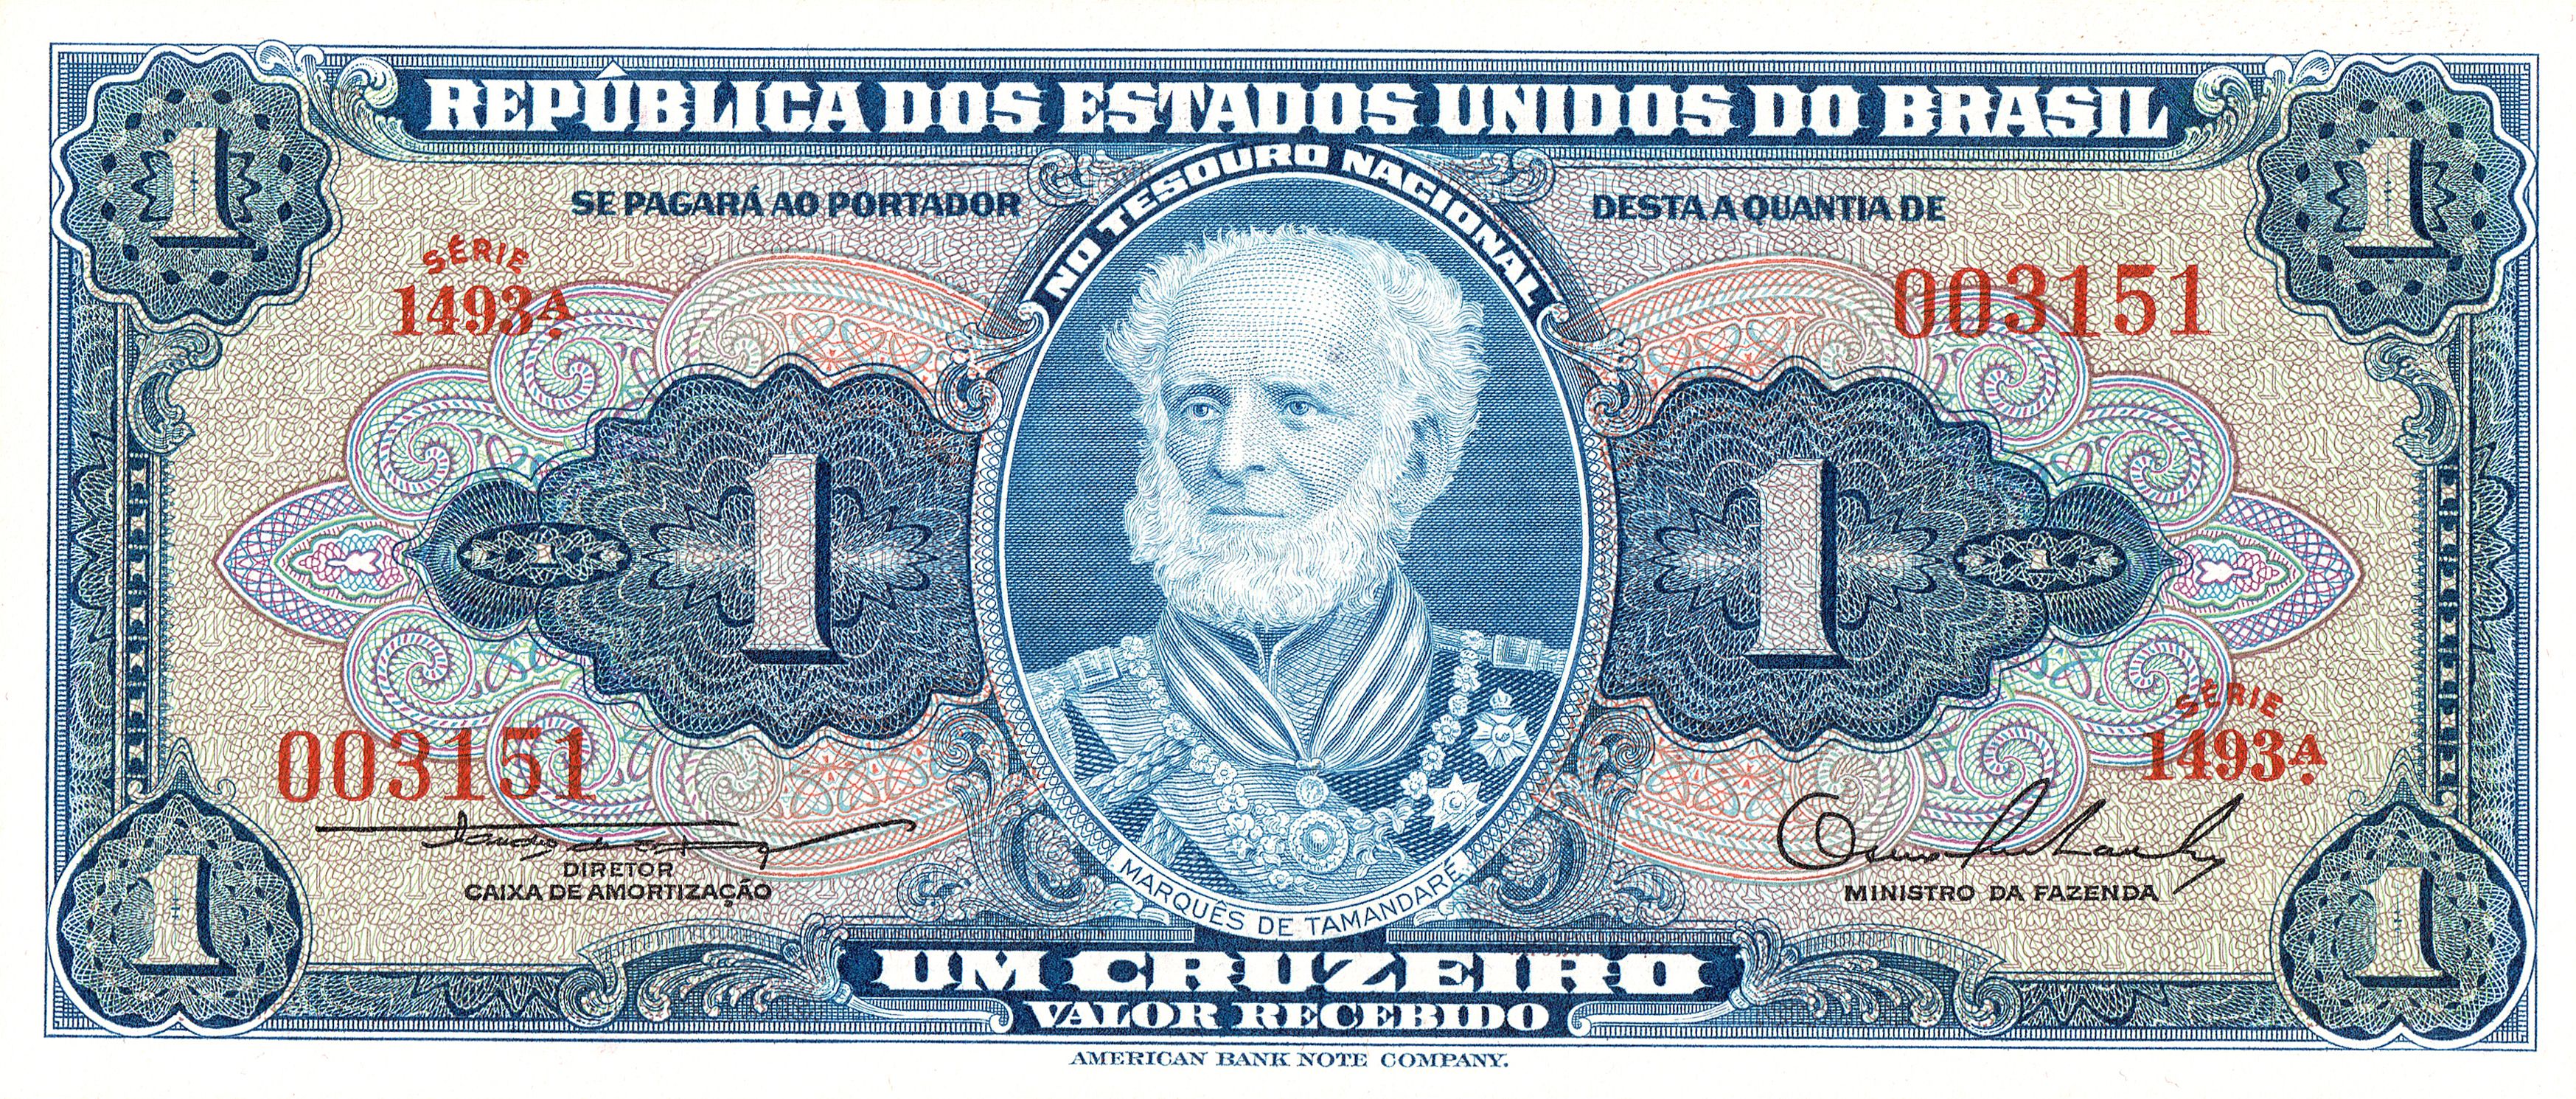 REPÚBLICA DOS ESTADOS UNIDOS DO BRASIL
NO TESOURO NACIONAL
SE PAGARÁ AO PORTADOR
DESTA A QUANTIA DE
1
1
SÉRIE
1493A
003151
1
1
003151
SÉRIE
1493A
DIRETOR
CAIXA DE AMORTIZAÇÃO
MINISTRO DA FAZENDA
MARQUÊS DE TAMANDARÉ
1
1
UM CRUZEIRO
VALOR RECEBIDO
AMERICAN BANK NOTE COMPANY.